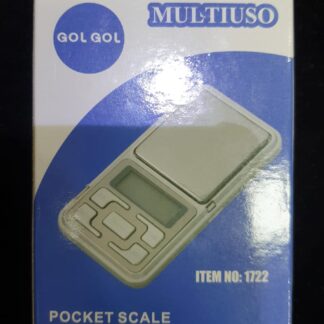 MULTIUSO
GOL GOL
ITEM NO: 1722
POCKET SCALE